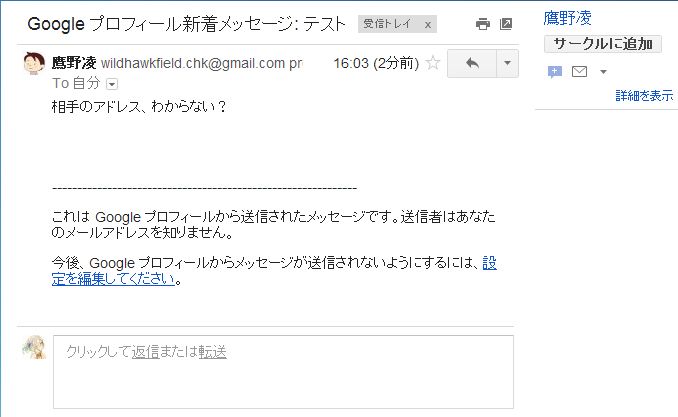 Google プロフィール新着メッセージ: テスト 受信トレイ x
鷹野凌 wildhawkfield.chk@gmail.com pr 16:03 (2分前)
To 自分
相手のアドレス、わからない？
-------------------------------------------------------------
これは Google プロフィールから送信されたメッセージです。送信者はあなた
のメールアドレスを知りません。
今後、Google プロフィールからメッセージが送信されないようにするには、設
定を編集してください。
クリックして返信または転送
鷹野凌
サークルに追加
詳細を表示